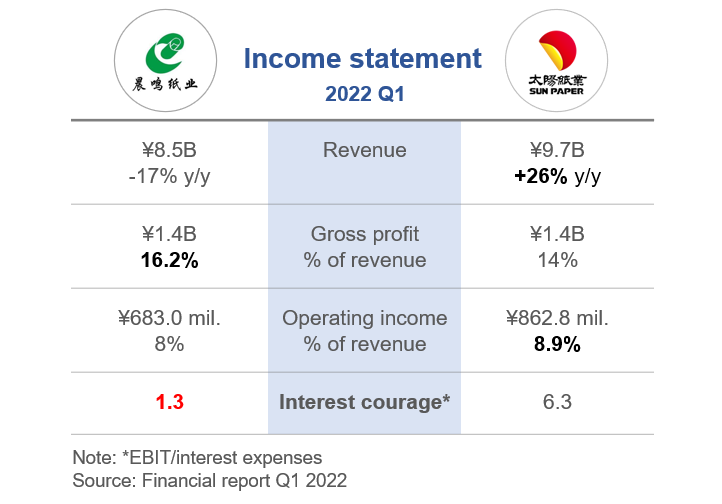 晨鸣纸业
Income statement
2022 Q1
太陽紙業
SUN PAPER
¥8.5B
-17% y/y
Revenue
¥9.7B
+26% y/y
¥1.4B
16.2%
Gross profit
% of revenue
¥1.4B
14%
¥683.0 mil.
8%
Operating income
% of revenue
¥862.8 mil.
8.9%
1.3
Interest courage*
6.3
Note: *EBIT/interest expenses
Source: Financial report Q1 2022